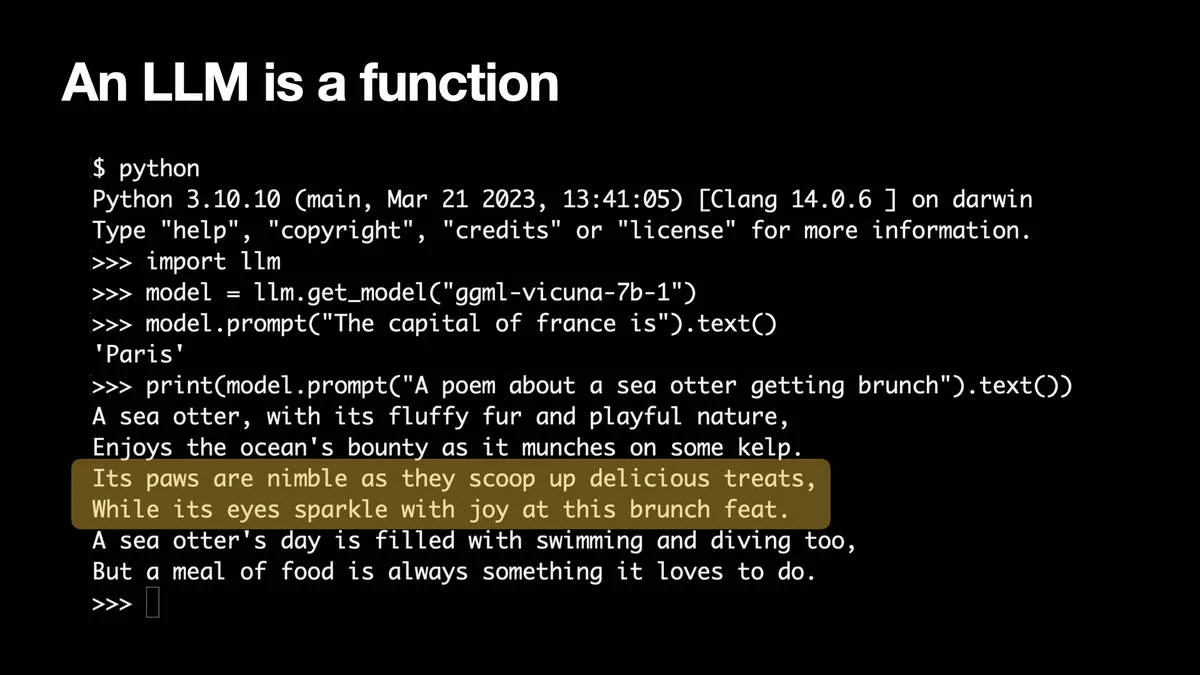 An LLM is a function
$ python
Python 3.10.10 (main, Mar 21 2023, 13:41:05) [Clang 14.0.6 ] on darwin
Type "help", "copyright", "credits" or "license" for more information.
>>> import llm
>>> model = llm.get_model("ggml-vicuna-7b-1")
>>> model.prompt("The capital of france is").text()
'Paris'
>>> print(model.prompt("A poem about a sea otter getting brunch").text())
A sea otter, with its fluffy fur and playful nature,
Enjoys the ocean's bounty as it munches on some kelp.
Its paws are nimble as they scoop up delicious treats,
While its eyes sparkle with joy at this brunch feat.
A sea otter's day is filled with swimming and diving too,
But a meal of food is always something it loves to do.
>>>